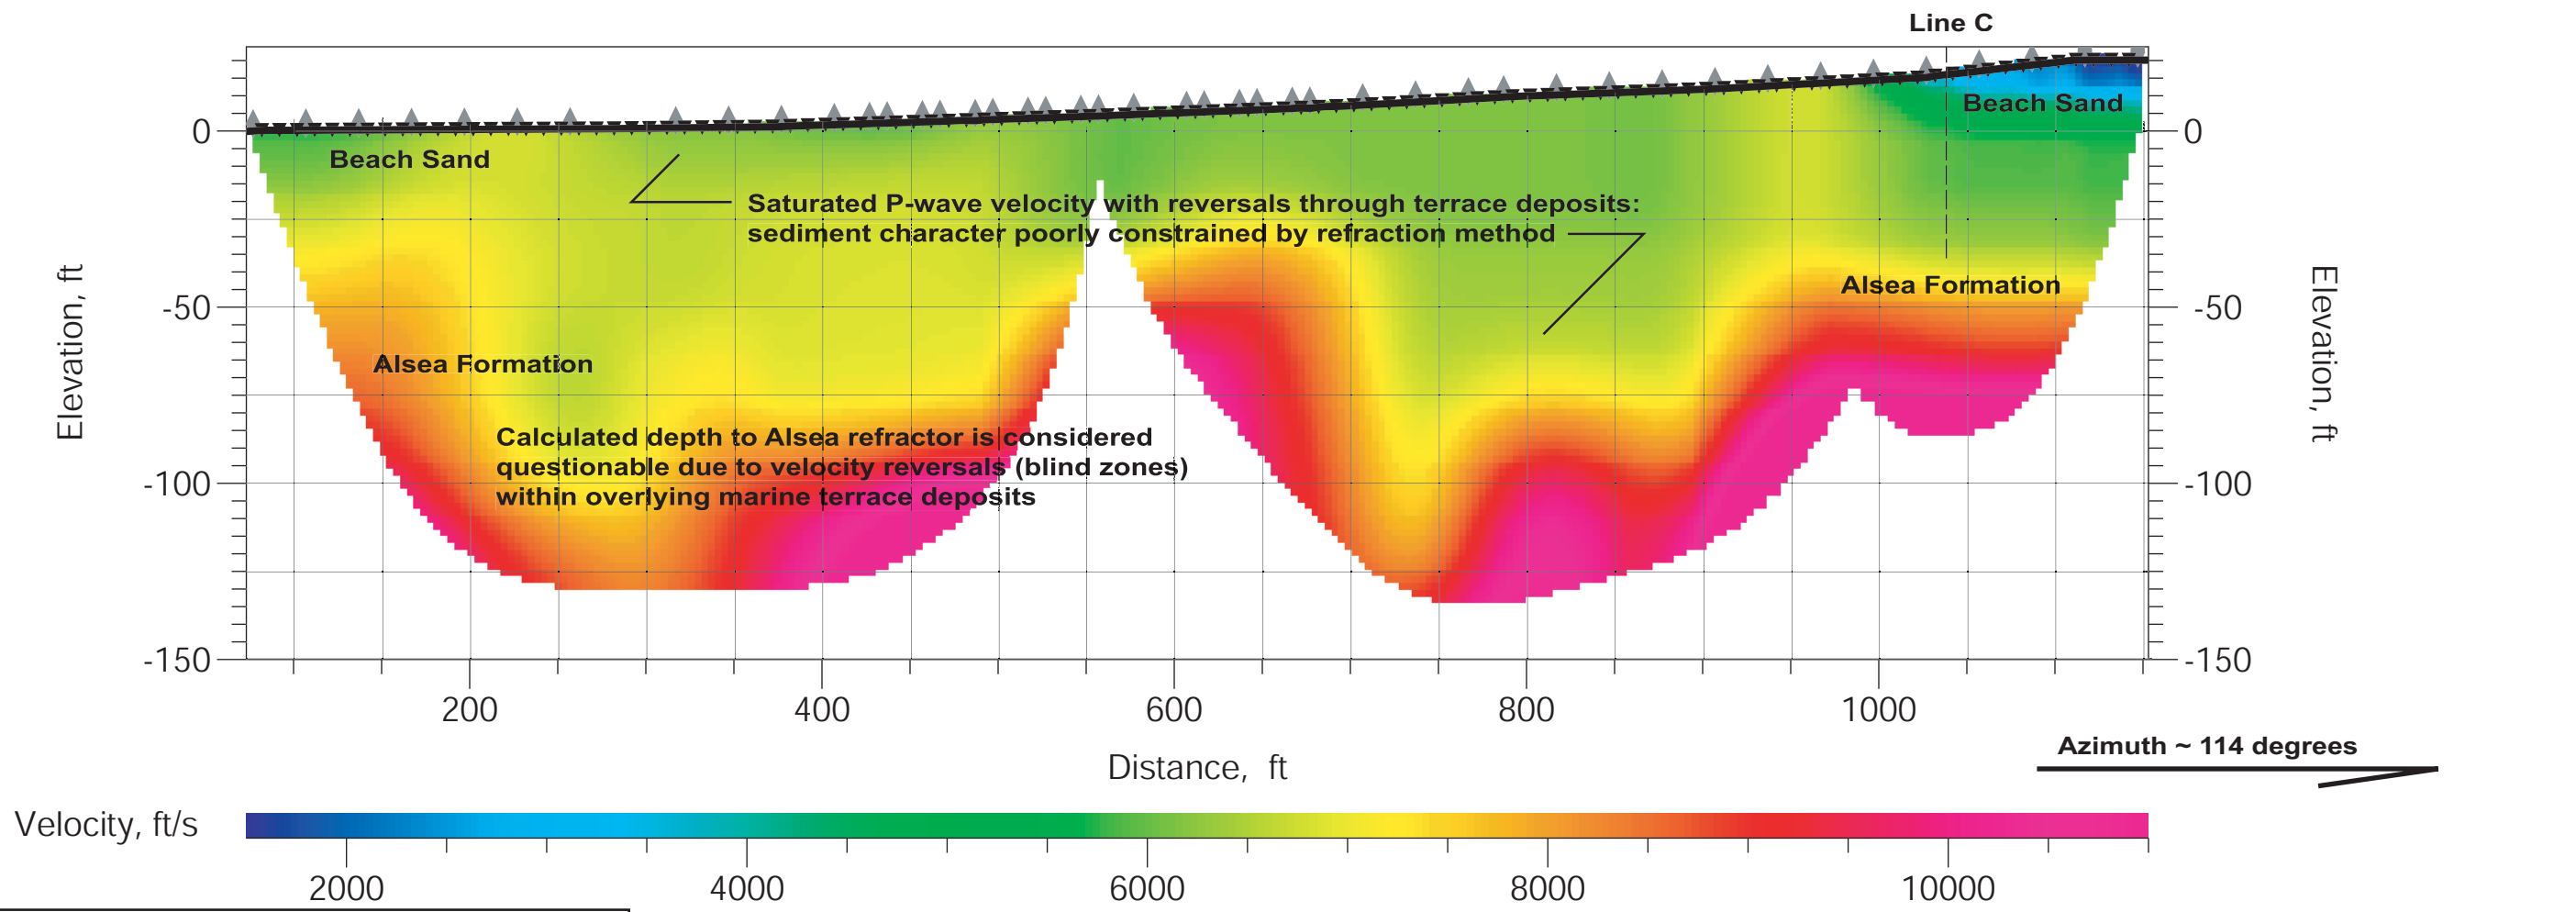 Line C
0
-50
-100
-150
Elevation, ft
0
-50
-100
-150
Elevation, ft
Beach Sand
Beach Sand
Saturated P-wave velocity with reversals through terrace deposits:
sediment character poorly constrained by refraction method
Alsea Formation
Alsea Formation
Calculated depth to Alsea refractor is considered
questionable due to velocity reversals (blind zones)
within overlying marine terrace deposits
200 400 600 800 1000
Distance, ft
Azimuth ~ 114 degrees
Velocity, ft/s
2000 4000 6000 8000 10000